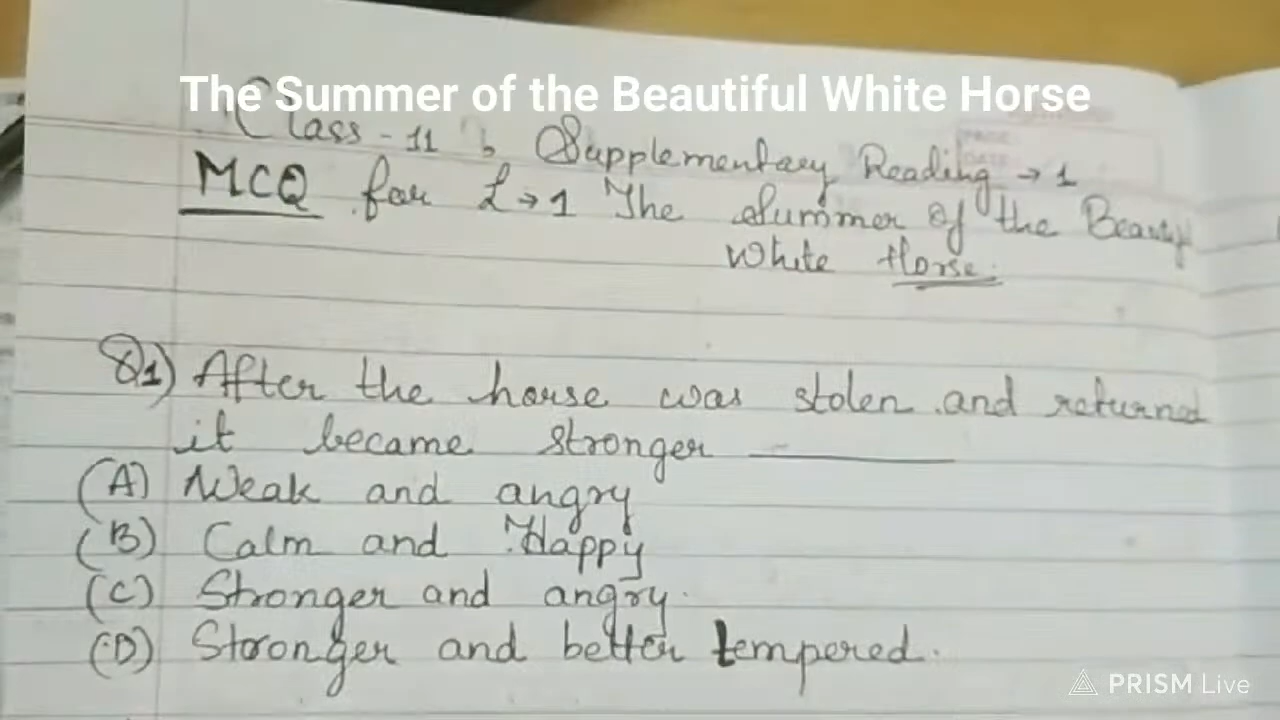 The Summer of the Beautiful White Horse
Class - 11 , Supplementary Reading → 1
MCQ for L → 1 The Summer of the Beauty
White Horse.
Q1) After the horse was stolen and returned
it became stronger ______
(A) Weak and angry
(B) Calm and Happy
(C) Stronger and angry.
(D) Stronger and better tempered.
PRISM Live